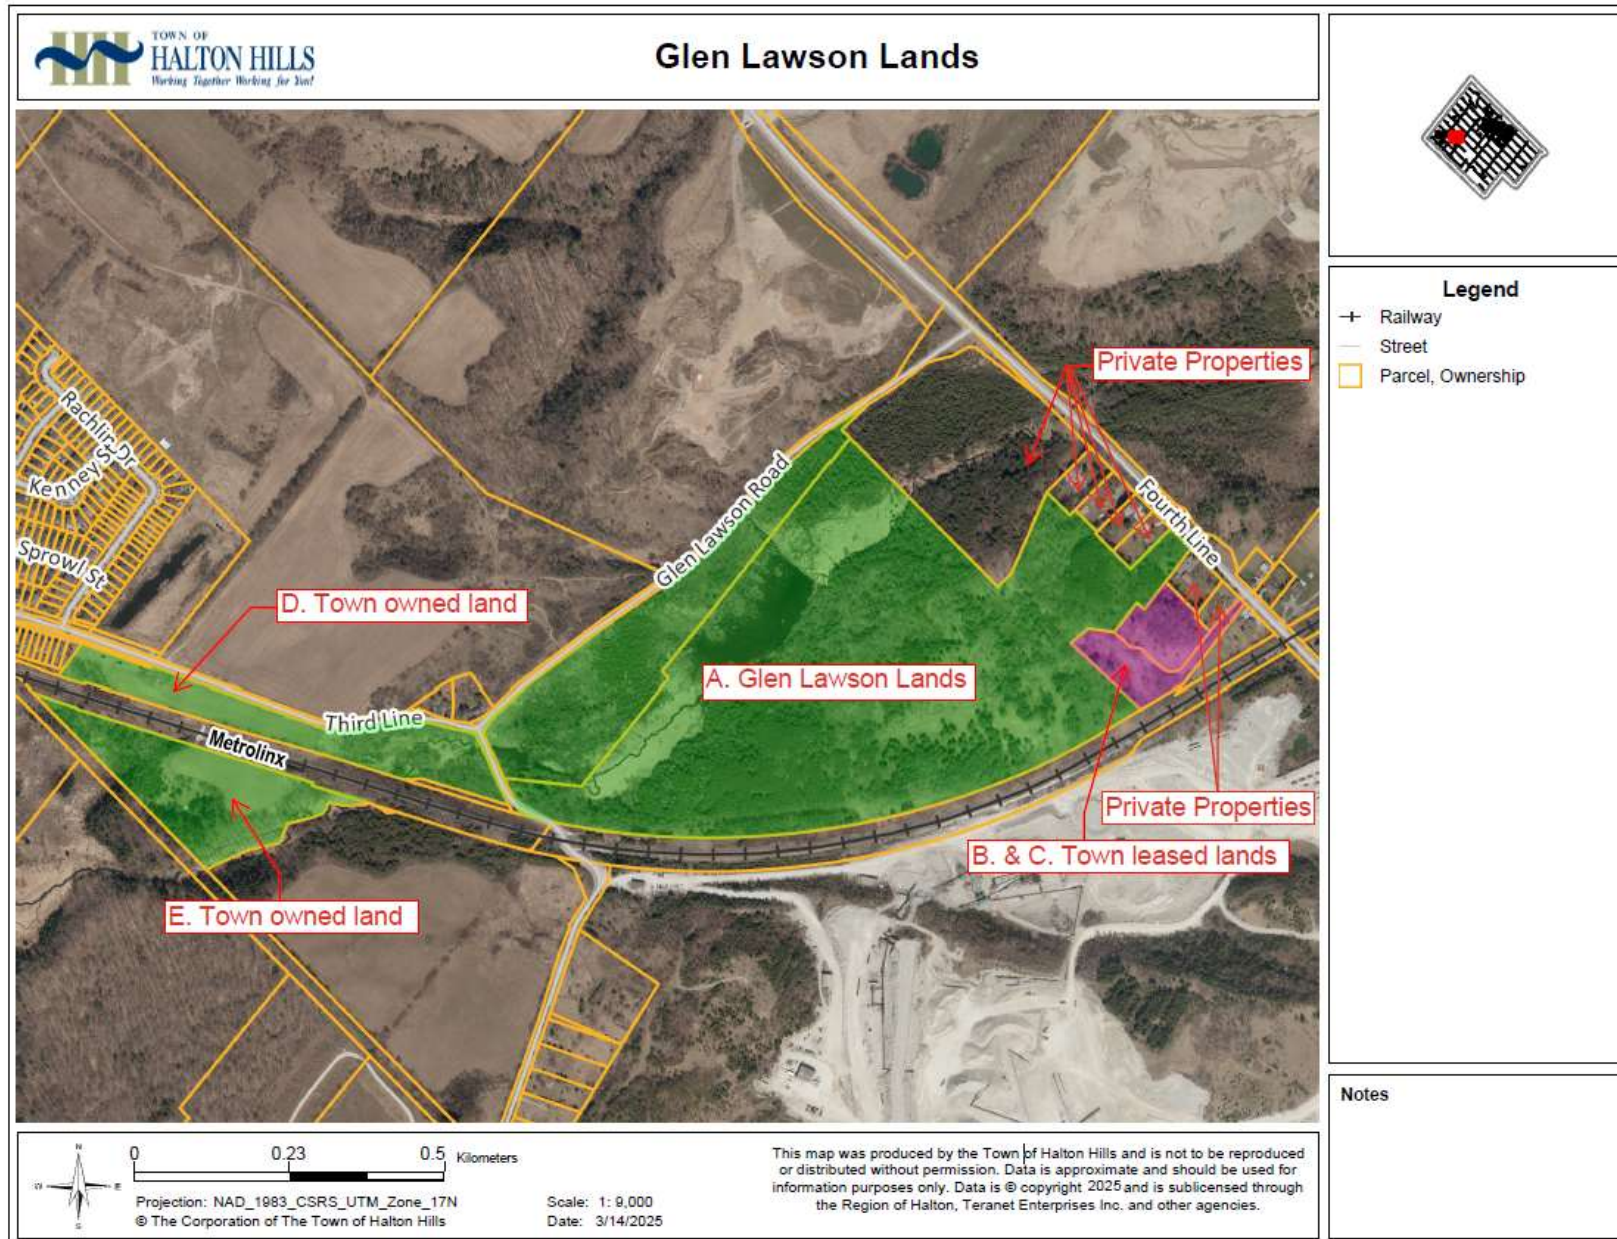 TOWN OF
HALTON HILLS
Working Together Working for You!
Glen Lawson Lands
Legend
Railway
Street
Parcel, Ownership
Private Properties
Rachlin Dr
Kenney St
Sprowl St
Glen Lawson Road
Fourth Line
D. Town owned land
A. Glen Lawson Lands
Third Line
Metrolinx
Private Properties
B. & C. Town leased lands
E. Town owned land
Notes
N
W E
S
0 0.23 0.5 Kilometers
Projection: NAD_1983_CSRS_UTM_Zone_17N
© The Corporation of The Town of Halton Hills
Scale: 1: 9,000
Date: 3/14/2025
This map was produced by the Town of Halton Hills and is not to be reproduced
or distributed without permission. Data is approximate and should be used for
information purposes only. Data is © copyright 2025 and is sublicensed through
the Region of Halton, Teranet Enterprises Inc. and other agencies.